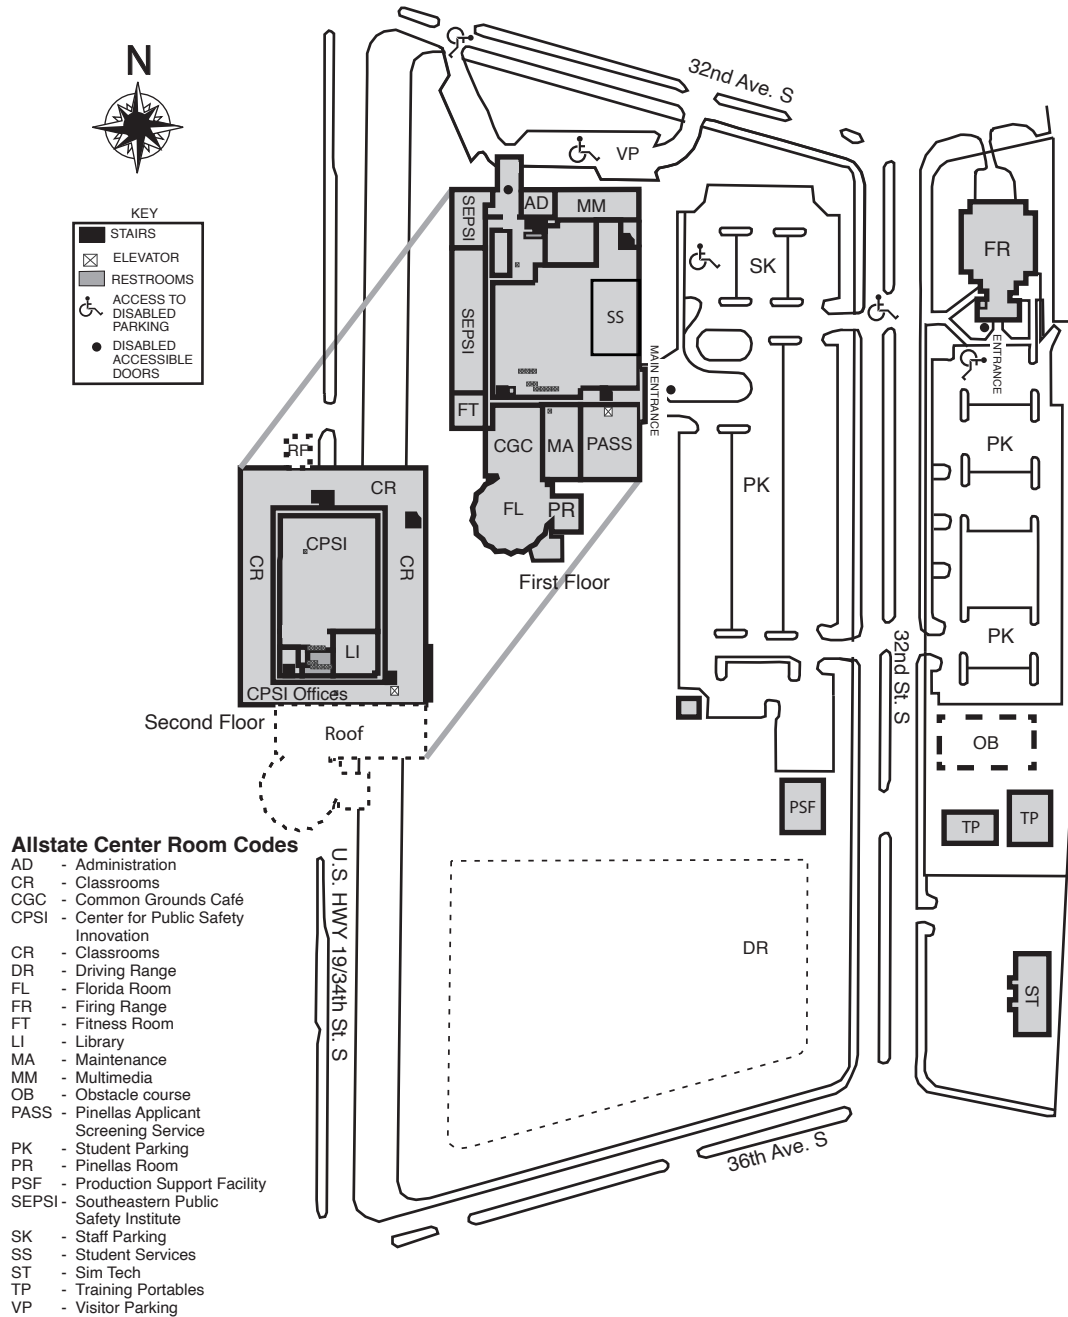 N
KEY
STAIRS
ELEVATOR
RESTROOMS
ACCESS TO
DISABLED
PARKING
DISABLED
ACCESSIBLE
DOORS
32nd Ave. S
VP
SEPSI
AD
MM
SEPSI
SS
FT
CGC
MA
PASS
FL
PR
First Floor
MAIN ENTRANCE
SK
PK
FR
ENTRANCE
PK
PK
32nd St. S
OB
TP
TP
PSF
ST
DR
RP
CR
CR
CPSI
CR
LI
CPSI Offices
Second Floor
Roof
U.S. HWY 19/34th St. S
36th Ave. S
Allstate Center Room Codes
AD - Administration
CR - Classrooms
CGC - Common Grounds Café
CPSI - Center for Public Safety
Innovation
CR - Classrooms
DR - Driving Range
FL - Florida Room
FR - Firing Range
FT - Fitness Room
LI - Library
MA - Maintenance
MM - Multimedia
OB - Obstacle course
PASS - Pinellas Applicant
Screening Service
PK - Student Parking
PR - Pinellas Room
PSF - Production Support Facility
SEPSI - Southeastern Public
Safety Institute
SK - Staff Parking
SS - Student Services
ST - Sim Tech
TP - Training Portables
VP - Visitor Parking